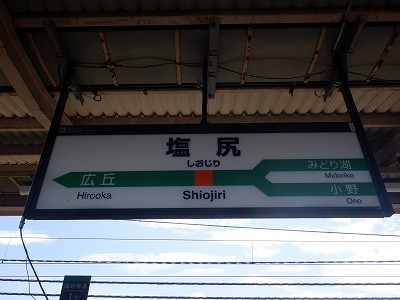 塩尻
しおじり
広丘
Hirooka
Shiojiri
みどり湖
Midoriko
小野
Ono